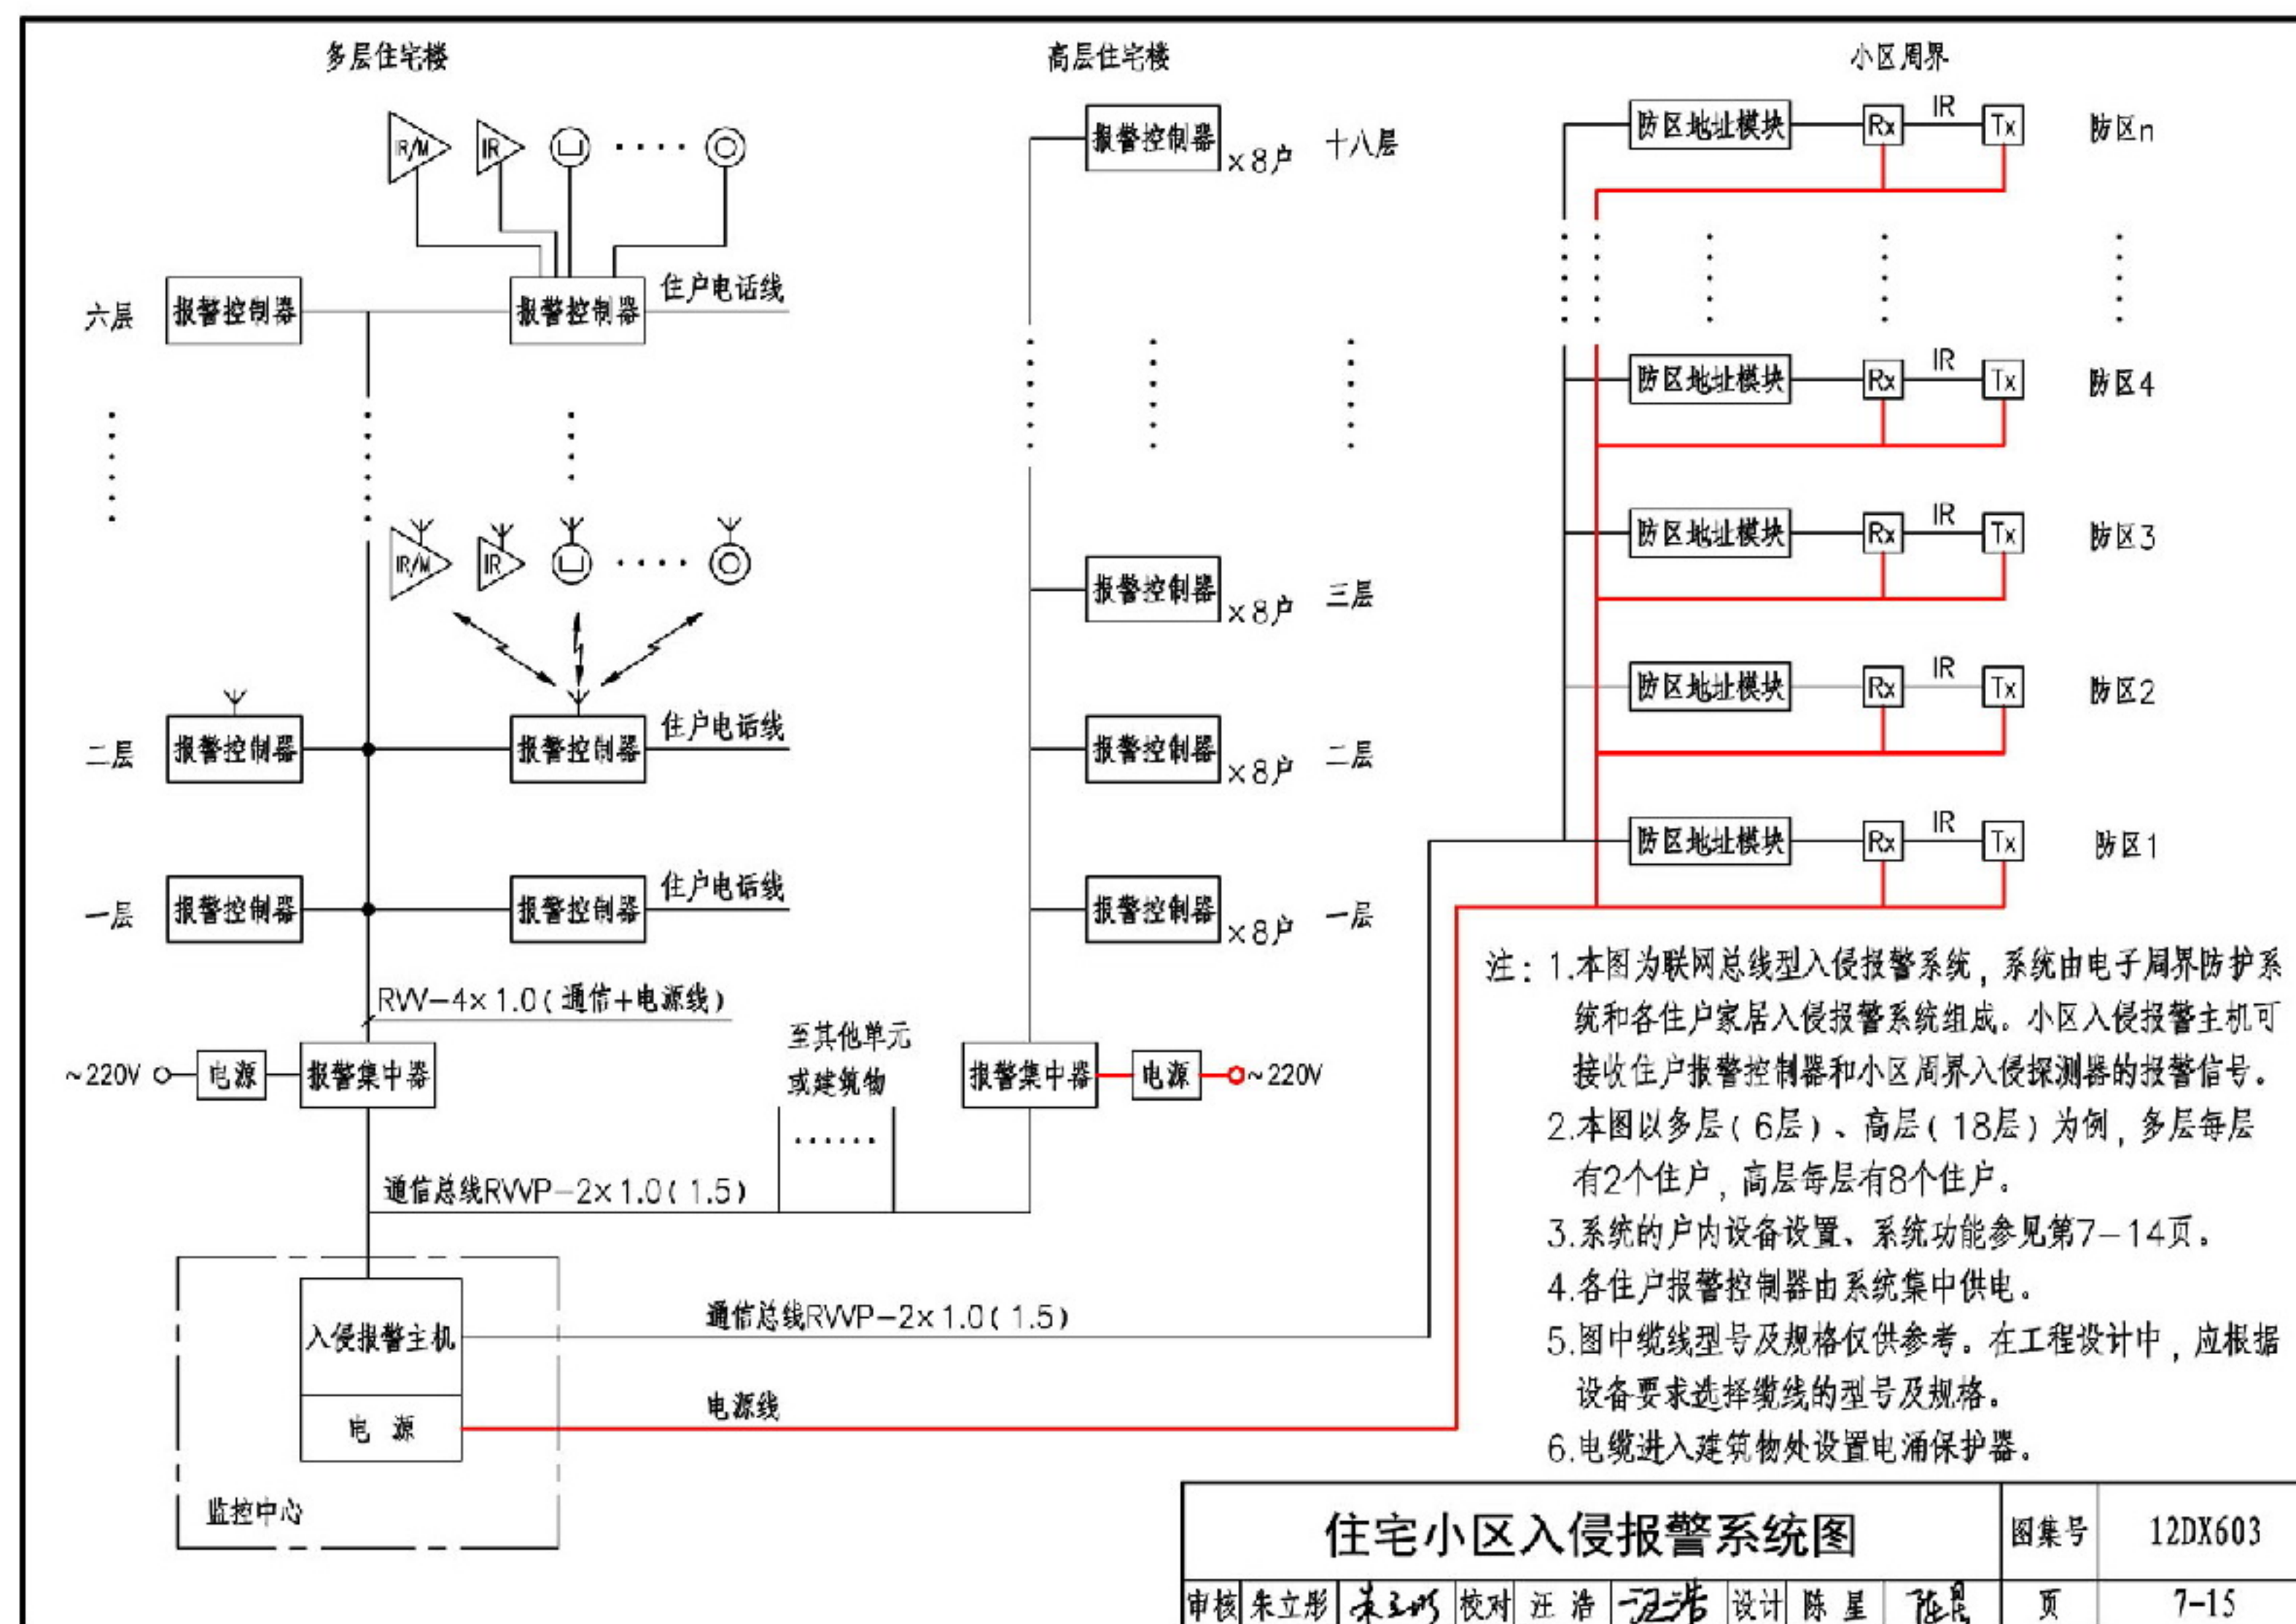 多层住宅楼
高层住宅楼
小区周界
IR/M IR
报警控制器 ×8户 十八层
防区地址模块 Rx IR Tx 防区n
六层 报警控制器 报警控制器 住户电话线
防区地址模块 Rx IR Tx 防区4
防区地址模块 Rx IR Tx 防区3
IR/M IR
报警控制器 ×8户 三层
防区地址模块 Rx IR Tx 防区2
二层 报警控制器 报警控制器 住户电话线
报警控制器 ×8户 二层
防区地址模块 Rx IR Tx 防区1
一层 报警控制器 报警控制器 住户电话线
报警控制器 ×8户 一层
RVV-4×1.0(通信+电源线)
~220V 电源 报警集中器
至其他单元
或建筑物
报警集中器 电源 ~220V
通信总线RVVP-2×1.0(1.5)
入侵报警主机
电 源
监控中心
通信总线RVVP-2×1.0(1.5)
电源线
注：1.本图为联网总线型入侵报警系统，系统由电子周界防护系
统和各住户家居入侵报警系统组成。小区入侵报警主机可
接收住户报警控制器和小区周界入侵探测器的报警信号。
2.本图以多层(6层)、高层(18层)为例，多层每层
有2个住户，高层每层有8个住户。
3.系统的户内设备设置、系统功能参见第7-14页。
4.各住户报警控制器由系统集中供电。
5.图中缆线型号及规格仅供参考。在工程设计中，应根据
设备要求选择缆线的型号及规格。
6.电缆进入建筑物处设置电涌保护器。
住宅小区入侵报警系统图 图集号 12DX603
审核 朱立彤 朱立彤 校对 汪 浩 汪浩 设计 陈 星 陈星 页 7-15